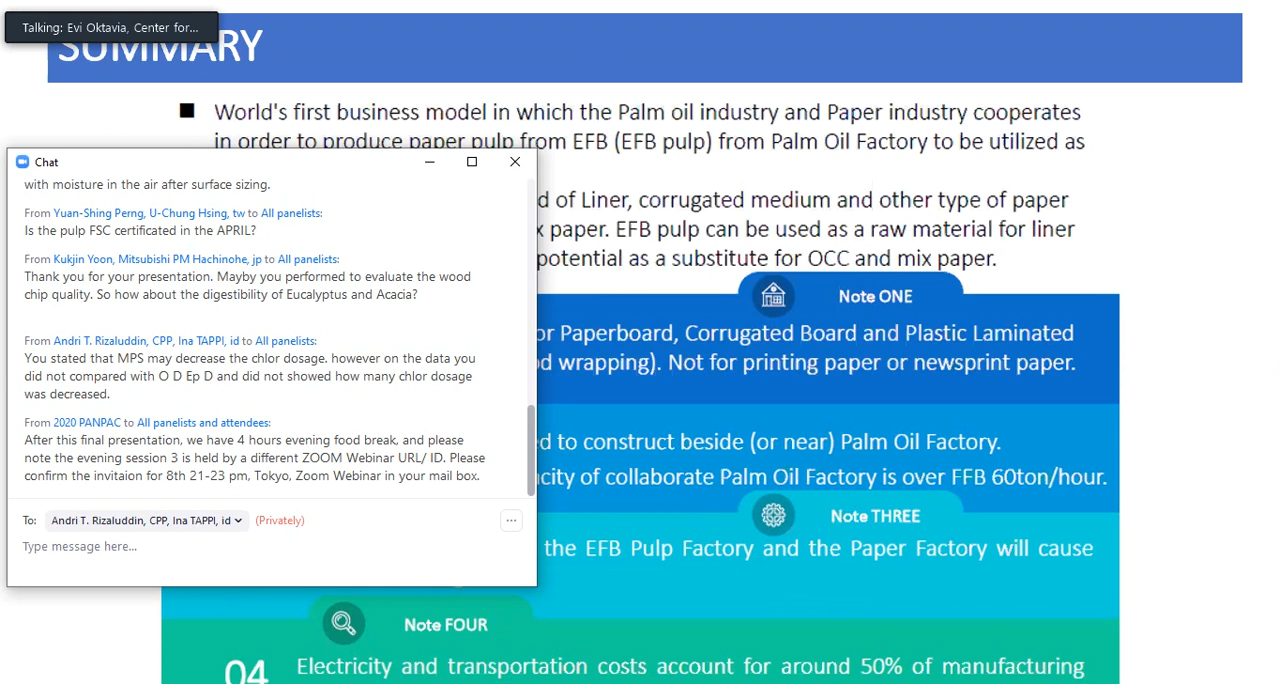 Talking: Evi Oktavia, Center for...
SUMMARY
World's first business model in which the Palm oil industry and Paper industry cooperates
in order to produce paper pulp from EFB (EFB pulp) from Palm Oil Factory to be utilized as
d of Liner, corrugated medium and other type of paper
x paper. EFB pulp can be used as a raw material for liner
potential as a substitute for OCC and mix paper.
Chat
with moisture in the air after surface sizing.
From Yuan-Shing Perng, U-Chung Hsing, tw to All panelists:
Is the pulp FSC certificated in the APRIL?
From Kukjin Yoon, Mitsubishi PM Hachinohe, jp to All panelists:
Thank you for your presentation. Mayby you performed to evaluate the wood
chip quality. So how about the digestibility of Eucalyptus and Acacia?
From Andri T. Rizaluddin, CPP, Ina TAPPI, id to All panelists:
You stated that MPS may decrease the chlor dosage. however on the data you
did not compared with O D Ep D and did not showed how many chlor dosage
was decreased.
From 2020 PANPAC to All panelists and attendees:
After this final presentation, we have 4 hours evening food break, and please
note the evening session 3 is held by a different ZOOM Webinar URL/ ID. Please
confirm the invitaion for 8th 21-23 pm, Tokyo, Zoom Webinar in your mail box.
To: Andri T. Rizaluddin, CPP, Ina TAPPI, id (Privately)
Type message here...
Note ONE
or Paperboard, Corrugated Board and Plastic Laminated
d wrapping). Not for printing paper or newsprint paper.
ed to construct beside (or near) Palm Oil Factory.
city of collaborate Palm Oil Factory is over FFB 60ton/hour.
Note THREE
the EFB Pulp Factory and the Paper Factory will cause
Note FOUR
04 Electricity and transportation costs account for around 50% of manufacturing